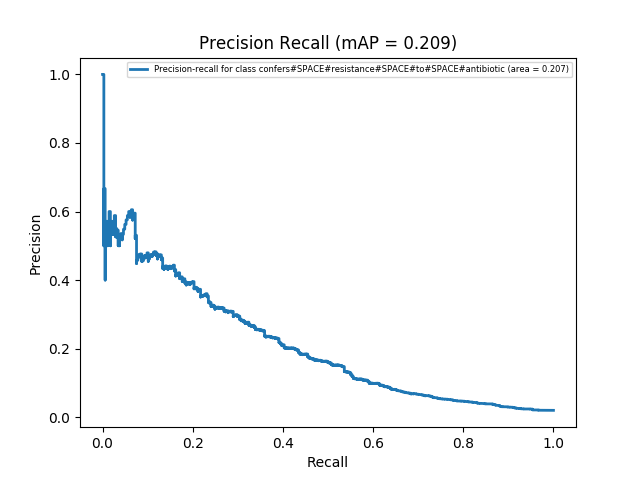 Precision Recall (mAP = 0.209)
Precision-recall for class confers#SPACE#resistance#SPACE#to#SPACE#antibiotic (area = 0.207)
1.0
0.8
0.6
0.4
0.2
0.0
Precision
0.0 0.2 0.4 0.6 0.8 1.0
Recall